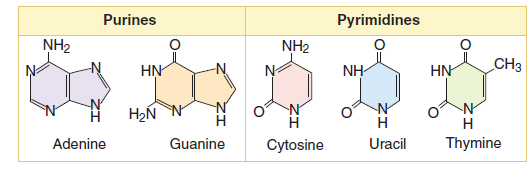 Purines Pyrimidines
NH2 O NH2 O O
N N HN N N NH HN CH3
N N H H2N N N H O N H O N H O N H
Adenine Guanine Cytosine Uracil Thymine